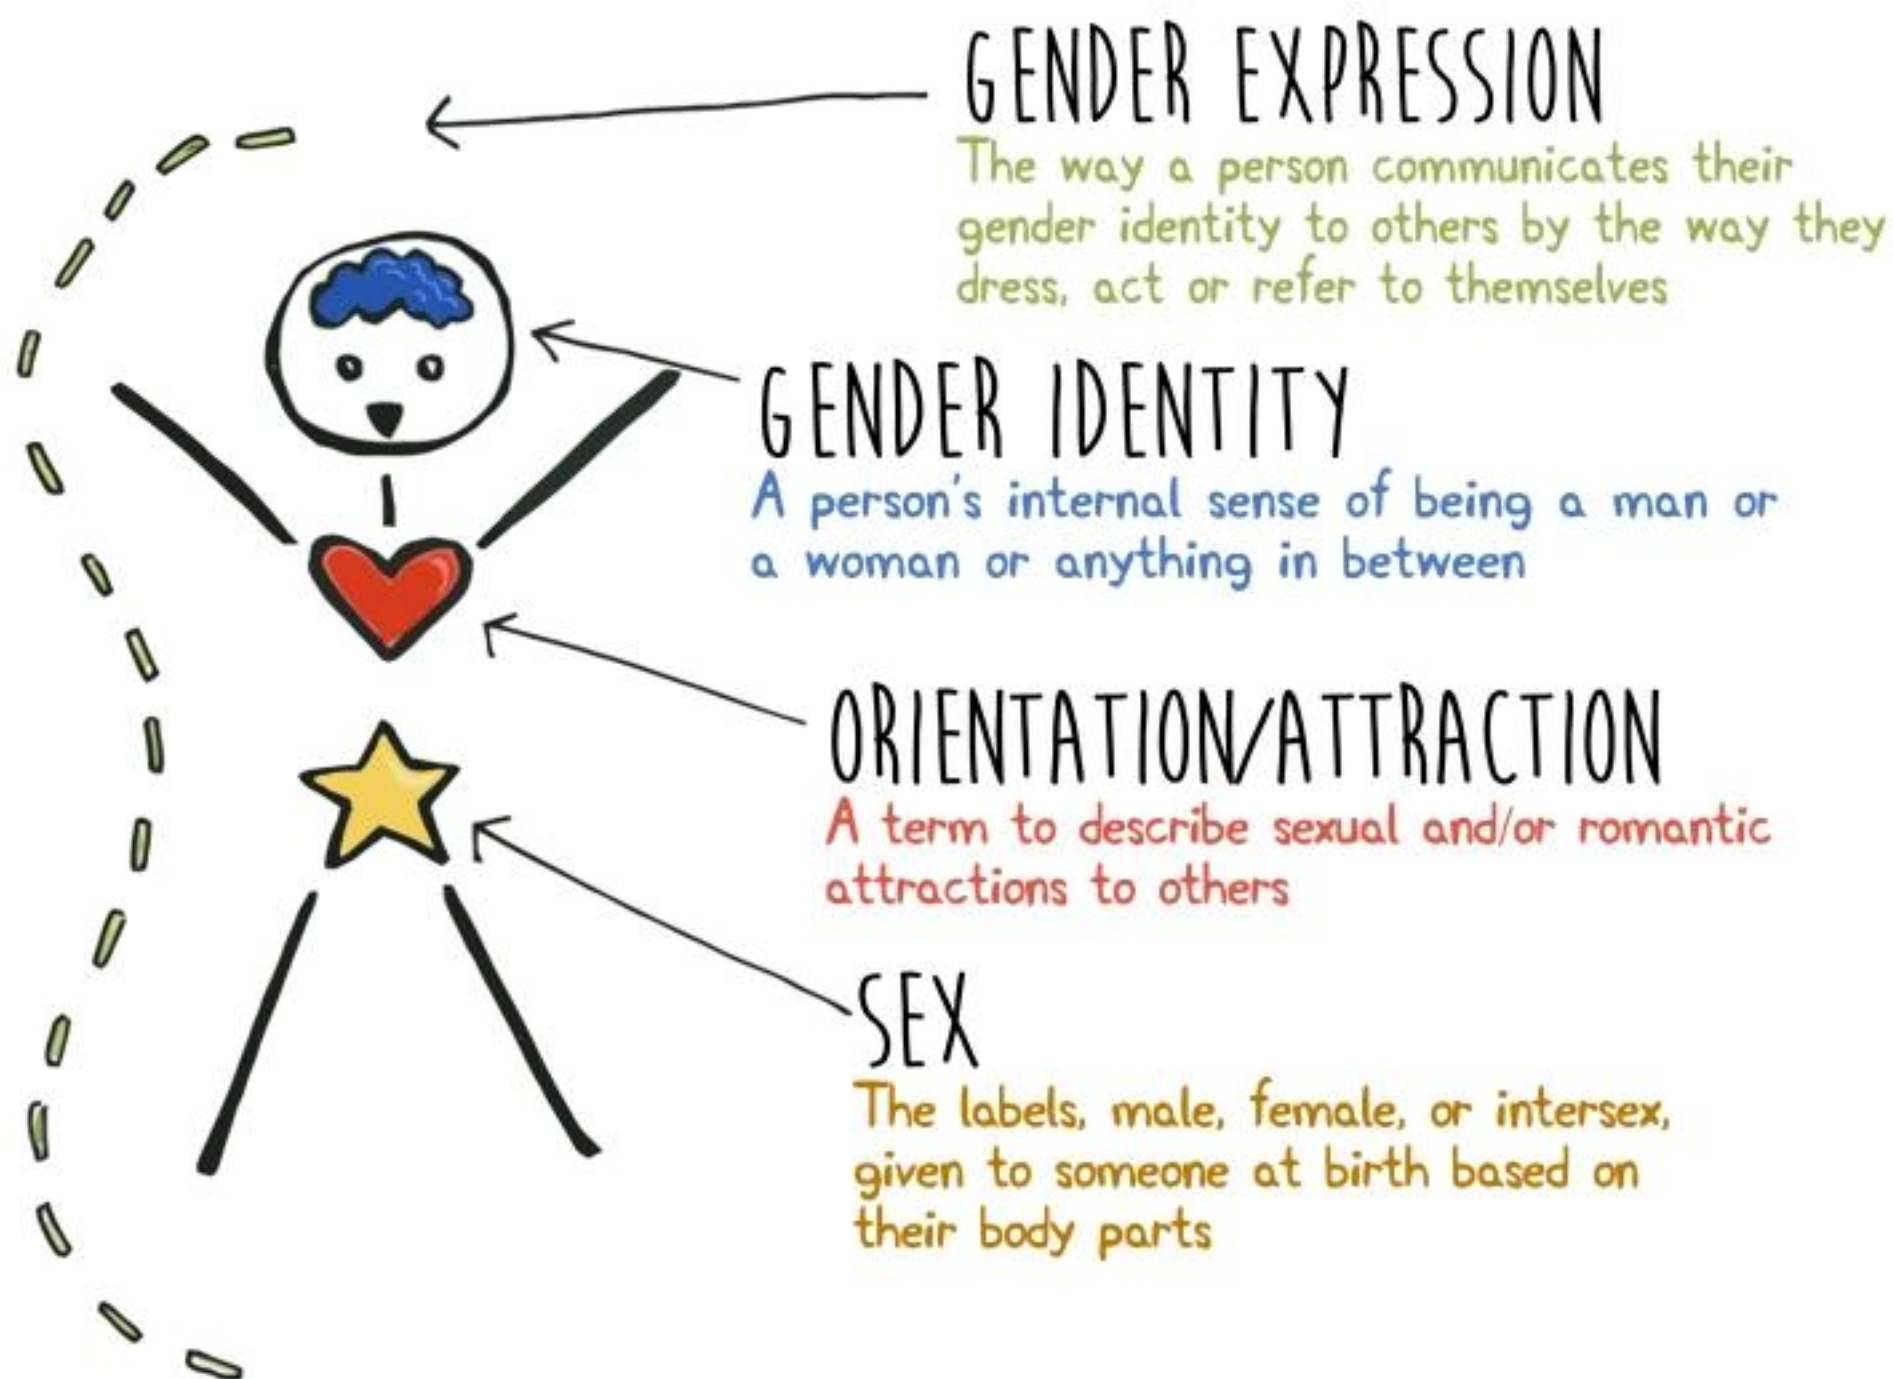 GENDER EXPRESSION
The way a person communicates their
gender identity to others by the way they
dress, act or refer to themselves
GENDER IDENTITY
A person's internal sense of being a man or
a woman or anything in between
ORIENTATION/ATTRACTION
A term to describe sexual and/or romantic
attractions to others
SEX
The labels, male, female, or intersex,
given to someone at birth based on
their body parts